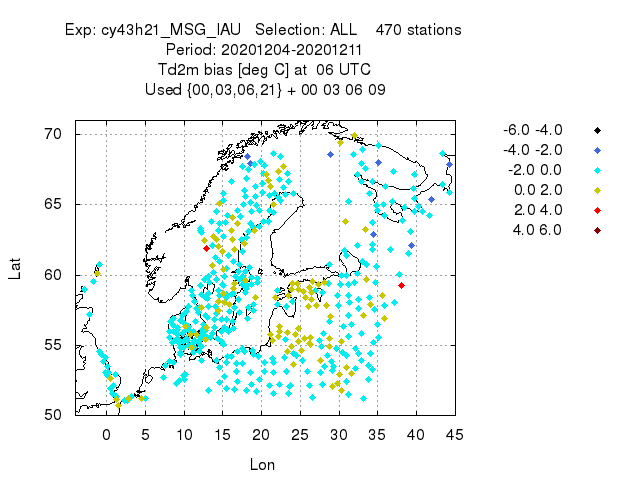 Exp: cy43h21_MSG_IAU   Selection: ALL    470 stations
Period: 20201204-20201211
Td2m bias [deg C] at  06 UTC
Used {00,03,06,21} + 00 03 06 09
70
65
60
55
50
Lat
0 5 10 15 20 25 30 35 40 45
Lon
-6.0 -4.0
-4.0 -2.0
-2.0 0.0
0.0 2.0
2.0 4.0
4.0 6.0